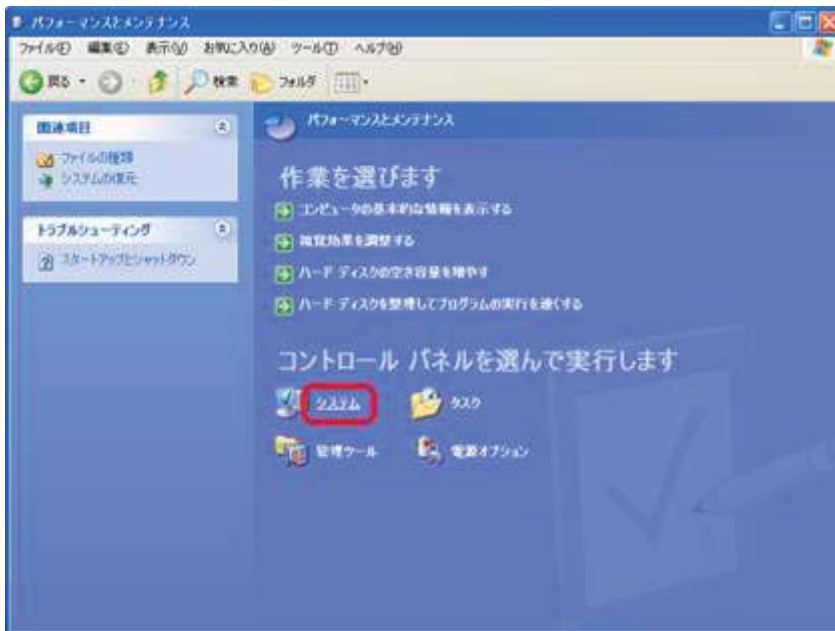 パフォーマンスとメンテナンス
ファイル(F) 編集(E) 表示(V) お気に入り(A) ツール(T) ヘルプ(H)
戻る 検索 フォルダ
関連項目
ファイルの種類
システムの復元
トラブルシューティング
スタートアップとシャットダウン
パフォーマンスとメンテナンス
作業を選びます
コンピュータの基本的な情報を表示する
視覚効果を調整する
ハード ディスクの空き容量を増やす
ハード ディスクを整理してプログラムの実行を速くする
コントロール パネルを選んで実行します
システム タスク
管理ツール 電源オプション